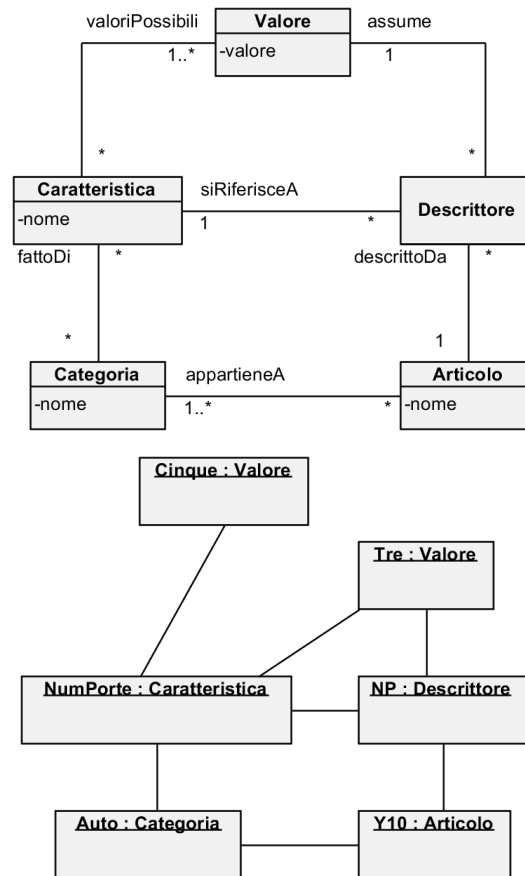 valoriPossibili Valore assume
1..* -valore 1
* *
Caratteristica siRiferisceA Descrittore
-nome 1 *
fattoDi * descrittoDa *
* 1
Categoria appartieneA Articolo
-nome 1..* * -nome
Cinque : Valore
Tre : Valore
NumPorte : Caratteristica NP : Descrittore
Auto : Categoria Y10 : Articolo